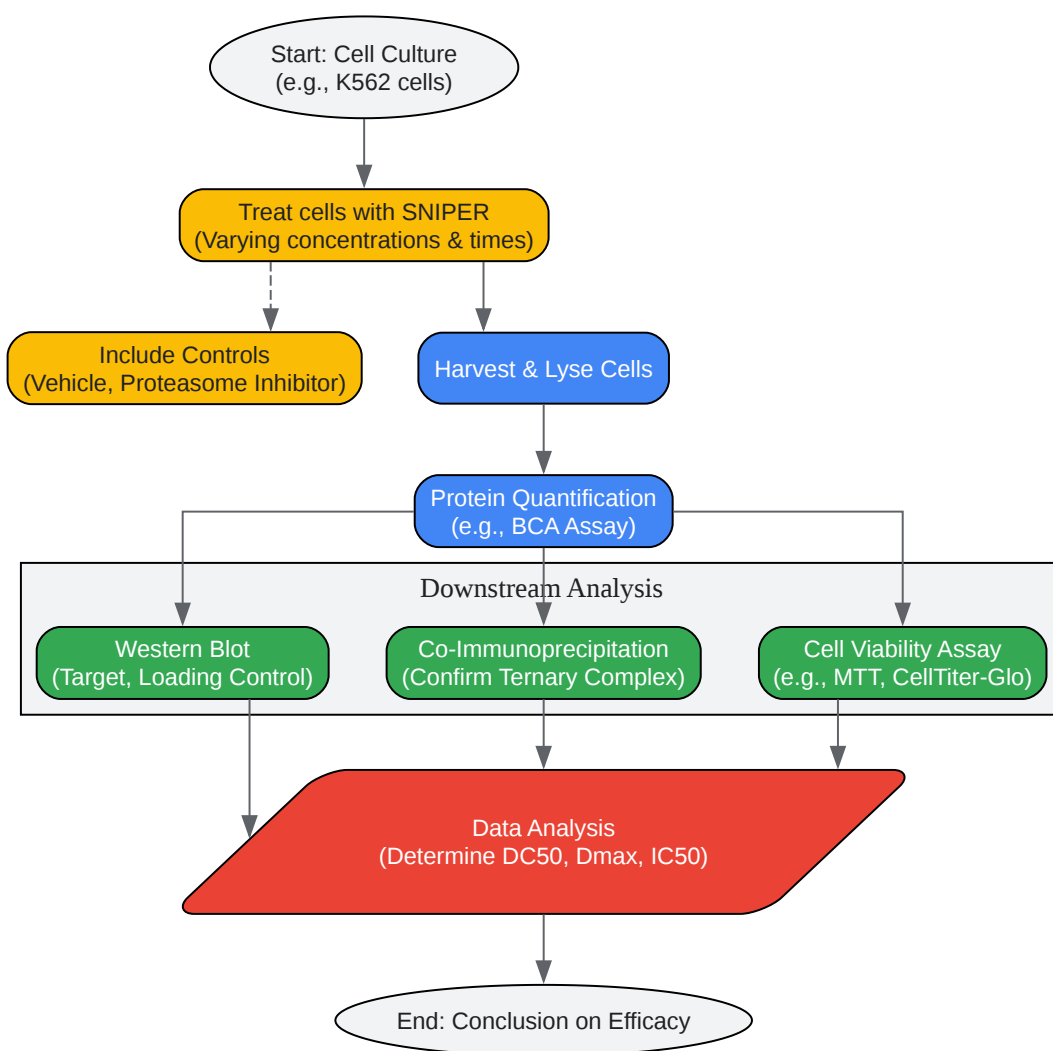 Start: Cell Culture
(e.g., K562 cells)
Treat cells with SNIPER
(Varying concentrations & times)
Include Controls
(Vehicle, Proteasome Inhibitor)
Harvest & Lyse Cells
Protein Quantification
(e.g., BCA Assay)
Downstream Analysis
Western Blot
(Target, Loading Control)
Co-Immunoprecipitation
(Confirm Ternary Complex)
Cell Viability Assay
(e.g., MTT, CellTiter-Glo)
Data Analysis
(Determine DC50, Dmax, IC50)
End: Conclusion on Efficacy